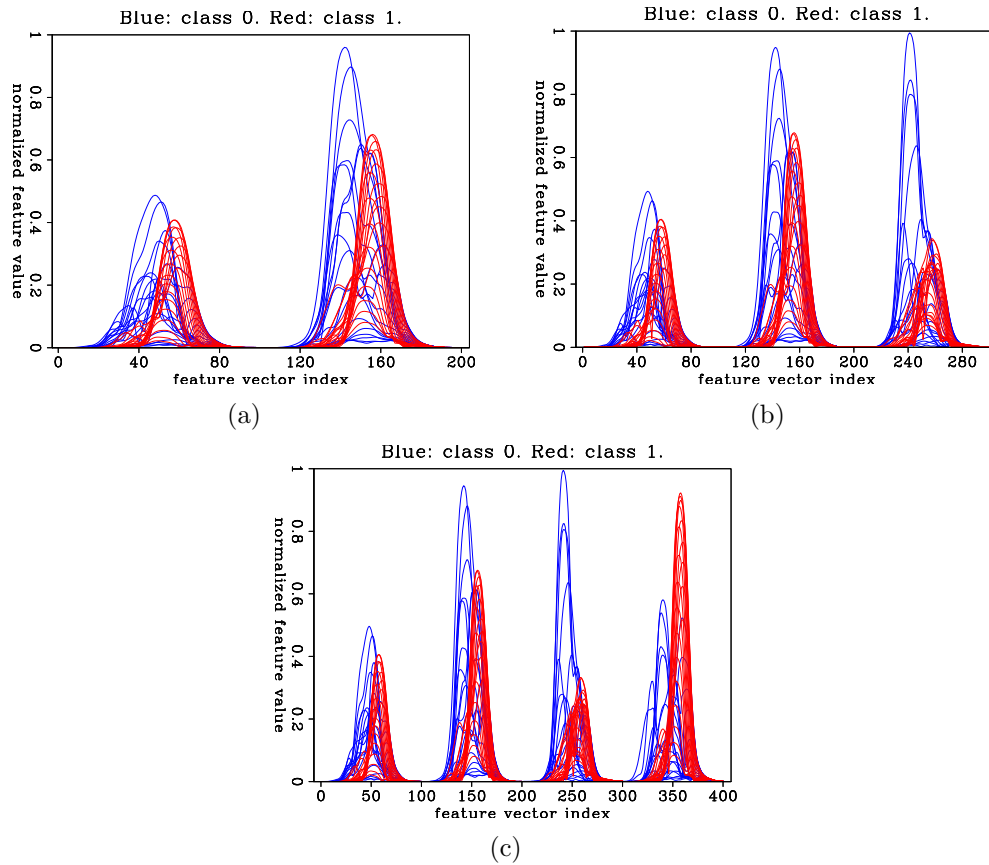 Blue: class 0. Red: class 1.
normalized feature value
1
0.8
0.6
0.4
0.2
0
0 40 80 120 160 200
feature vector index
(a)
Blue: class 0. Red: class 1.
normalized feature value
1
0.8
0.6
0.4
0.2
0
0 40 80 120 160 200 240 280
feature vector index
(b)
Blue: class 0. Red: class 1.
normalized feature value
1
0.8
0.6
0.4
0.2
0
0 50 100 150 200 250 300 350 400
feature vector index
(c)